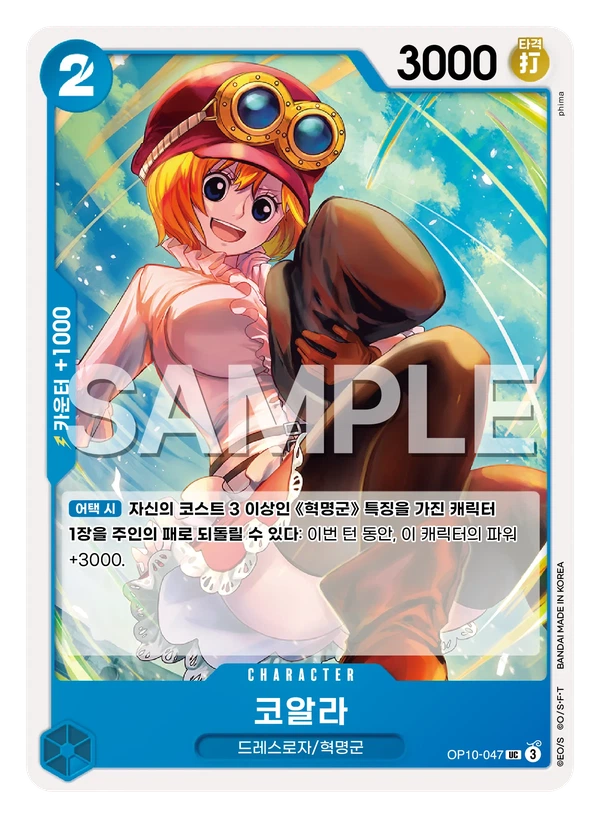 2
3000
타격
打
phima
카운터 +1000
SAMPLE
어택 시 자신의 코스트 3 이상인 《혁명군》 특징을 가진 캐릭터
1장을 주인의 패로 되돌릴 수 있다: 이번 턴 동안, 이 캐릭터의 파워
+3000.
CHARACTER
코알라
드레스로자/혁명군
OP10-047 UC 3
©EO/S ©O/S·F·T BANDAI MADE IN KOREA